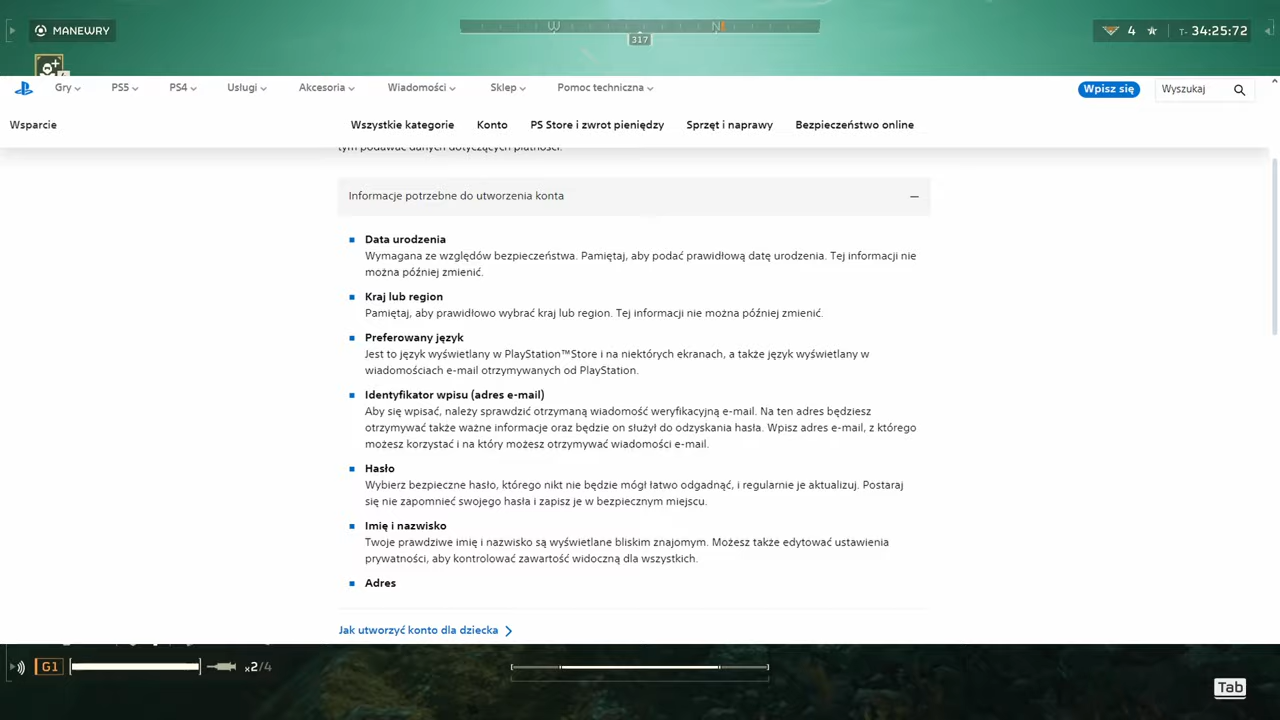 MANEWRY
W
N
317
4
T- 34:25:72
Gry
PS5
PS4
Usługi
Akcesoria
Wiadomości
Sklep
Pomoc techniczna
Wpisz się
Wyszukaj
Wsparcie
Wszystkie kategorie
Konto
PS Store i zwrot pieniędzy
Sprzęt i naprawy
Bezpieczeństwo online
tym podawać danych dotyczących płatności.
Informacje potrzebne do utworzenia konta
Data urodzenia
Wymagana ze względów bezpieczeństwa. Pamiętaj, aby podać prawidłową datę urodzenia. Tej informacji nie
można później zmienić.
Kraj lub region
Pamiętaj, aby prawidłowo wybrać kraj lub region. Tej informacji nie można później zmienić.
Preferowany język
Jest to język wyświetlany w PlayStation™Store i na niektórych ekranach, a także język wyświetlany w
wiadomościach e-mail otrzymywanych od PlayStation.
Identyfikator wpisu (adres e-mail)
Aby się wpisać, należy sprawdzić otrzymaną wiadomość weryfikacyjną e-mail. Na ten adres będziesz
otrzymywać także ważne informacje oraz będzie on służył do odzyskania hasła. Wpisz adres e-mail, z którego
możesz korzystać i na który możesz otrzymywać wiadomości e-mail.
Hasło
Wybierz bezpieczne hasło, którego nikt nie będzie mógł łatwo odgadnąć, i regularnie je aktualizuj. Postaraj
się nie zapomnieć swojego hasła i zapisz je w bezpiecznym miejscu.
Imię i nazwisko
Twoje prawdziwe imię i nazwisko są wyświetlane bliskim znajomym. Możesz także edytować ustawienia
prywatności, aby kontrolować zawartość widoczną dla wszystkich.
Adres
Jak utworzyć konto dla dziecka
G1
x2/4
Tab